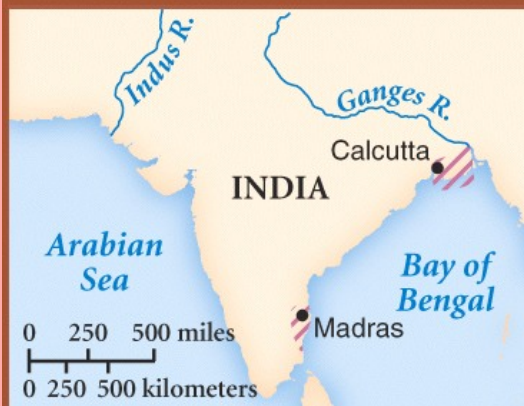 Indus R.
Ganges R.
Calcutta
INDIA
Arabian
Sea
Bay of
Bengal
Madras
0 250 500 miles
0 250 500 kilometers